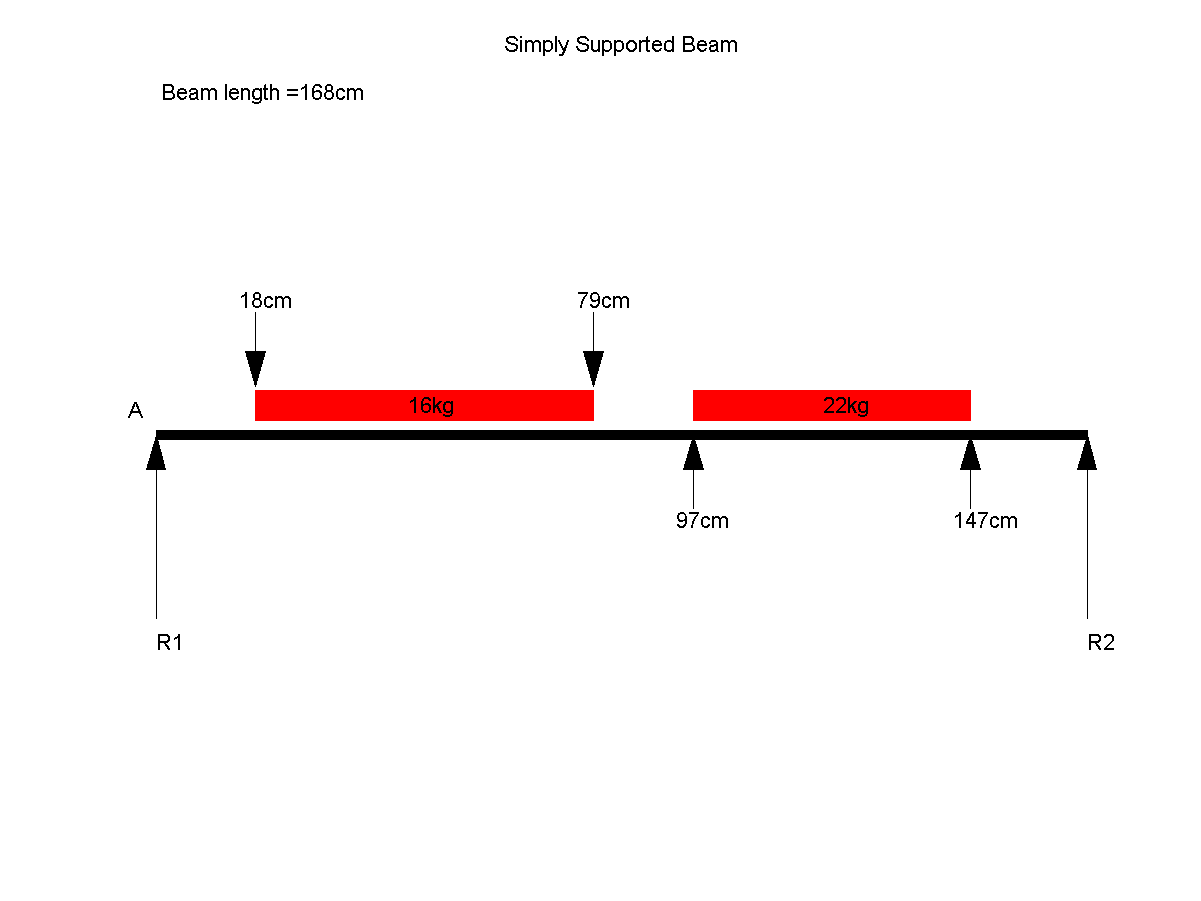 Simply Supported Beam
Beam length =168cm
18cm
79cm
16kg
22kg
A
97cm
147cm
R1
R2